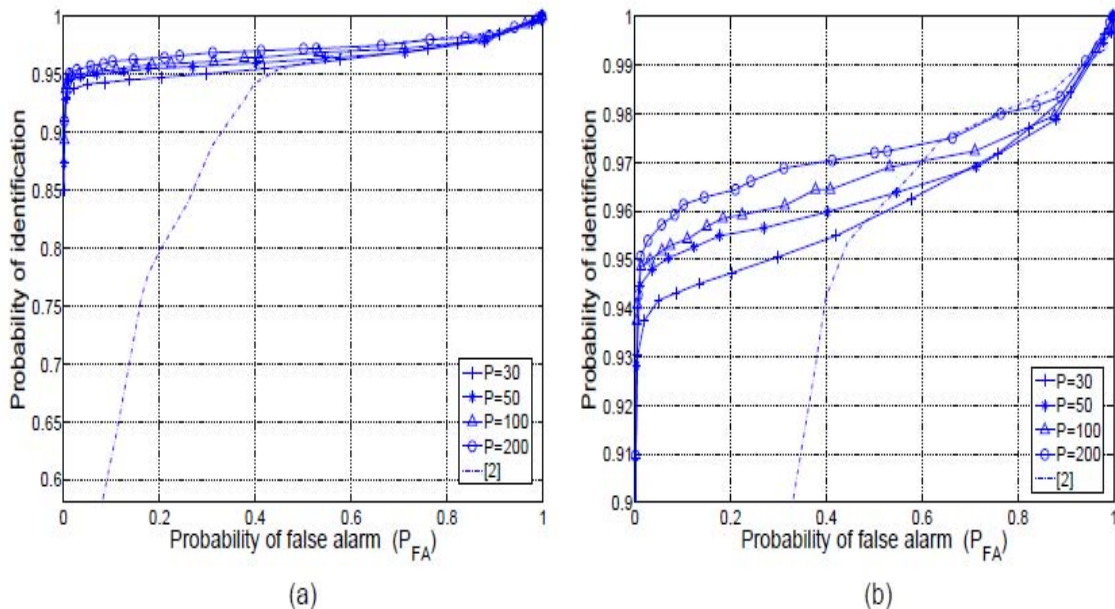 1
0.95
0.9
0.85
0.8
0.75
0.7
0.65
0.6
Probability of identification
P=30
P=50
P=100
P=200
[2]
0 0.2 0.4 0.6 0.8 1
Probability of false alarm (P_FA)
(a)
1
0.99
0.98
0.97
0.96
0.95
0.94
0.93
0.92
0.91
0.9
Probability of identification
P=30
P=50
P=100
P=200
[2]
0 0.2 0.4 0.6 0.8 1
Probability of false alarm (P_FA)
(b)